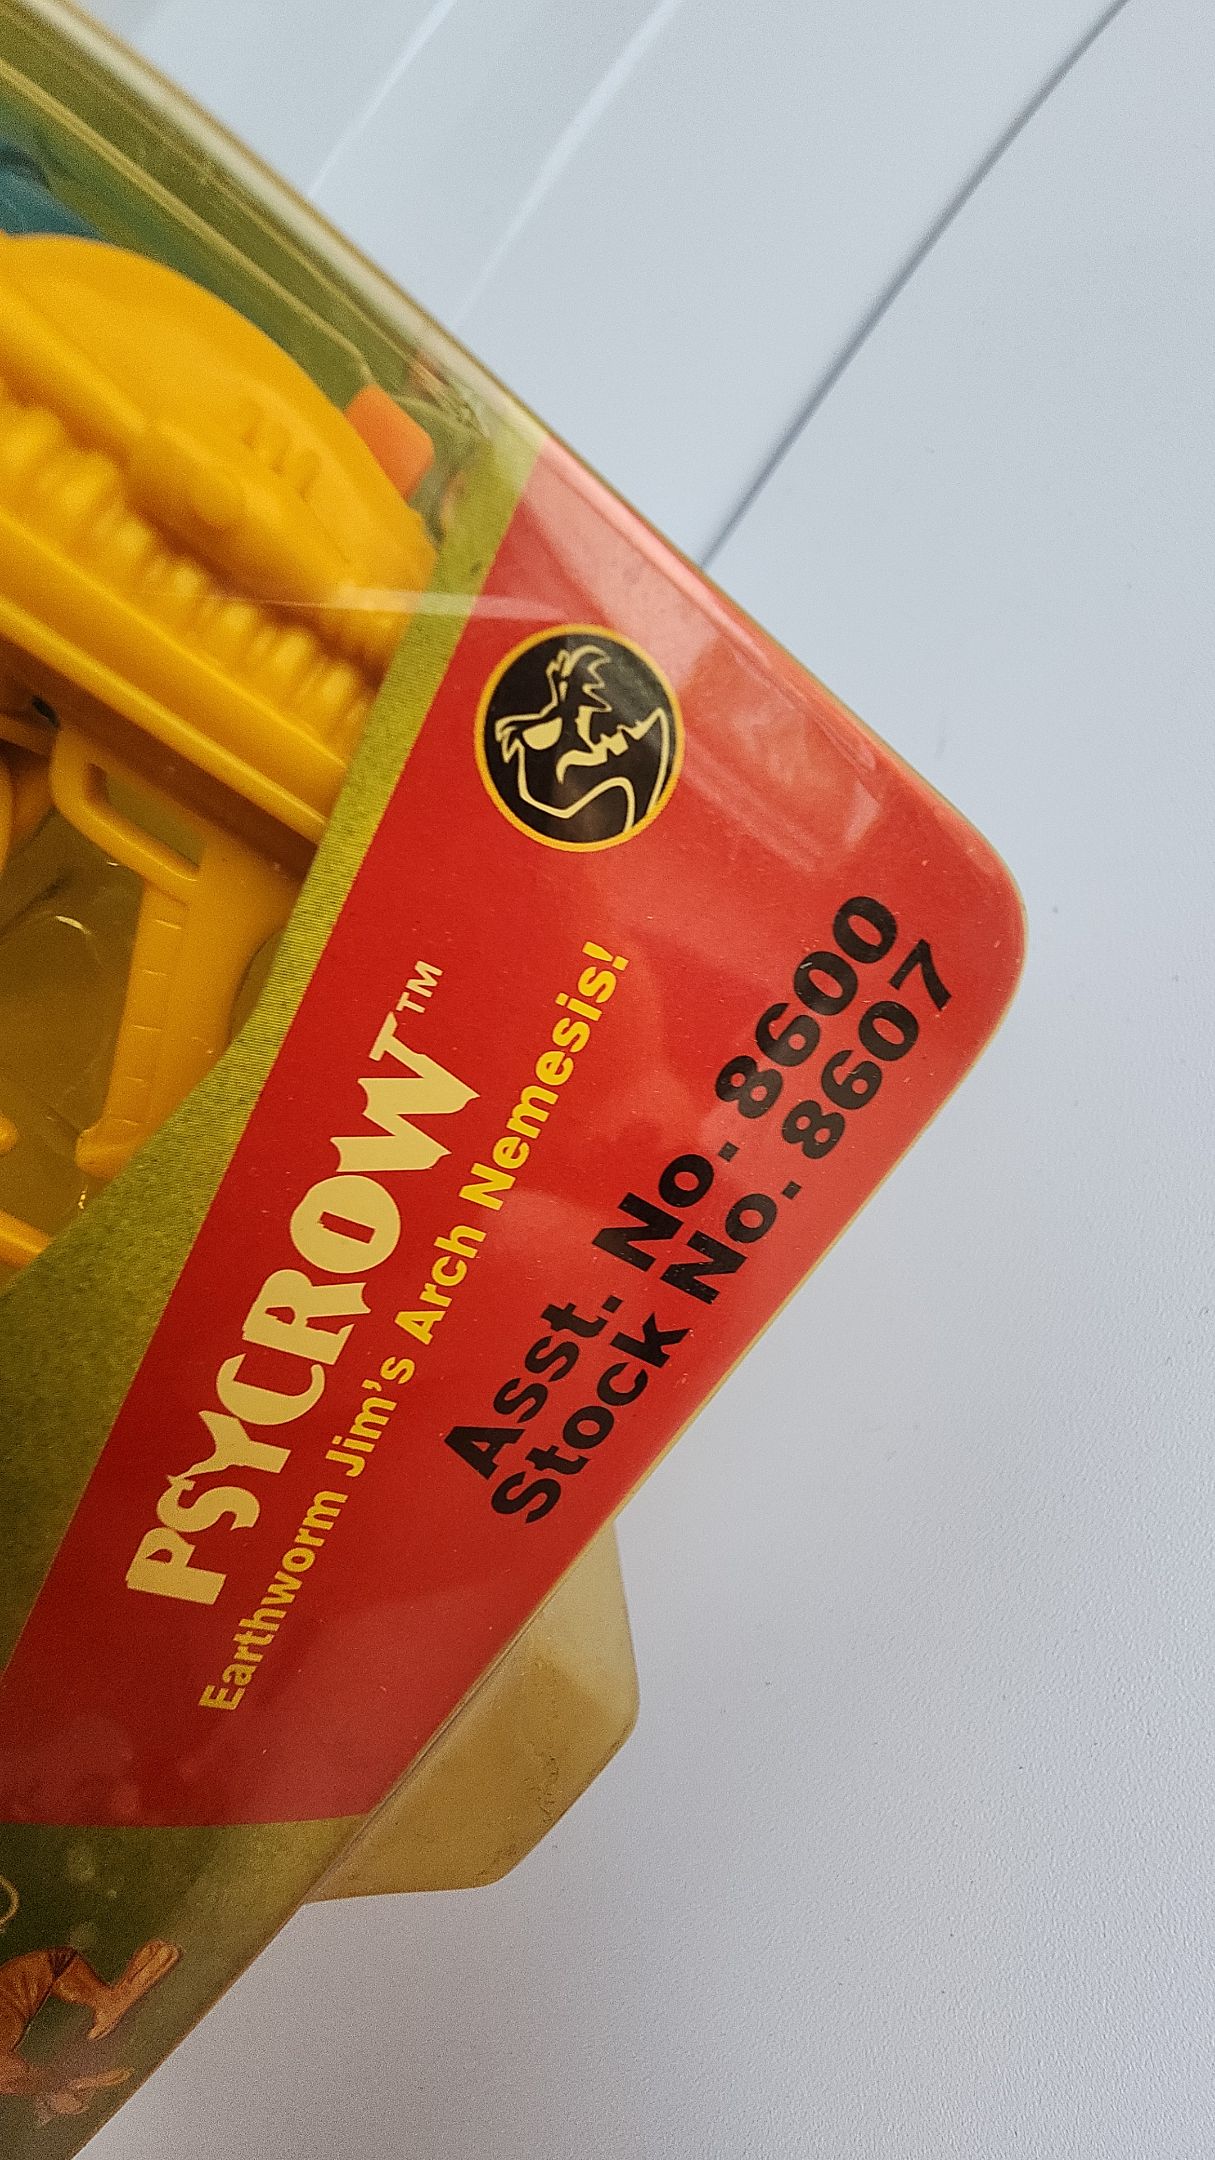 PSYCROW™
Earthworm Jim's Arch Nemesis!
Asst. No. 8600
Stock No. 8607